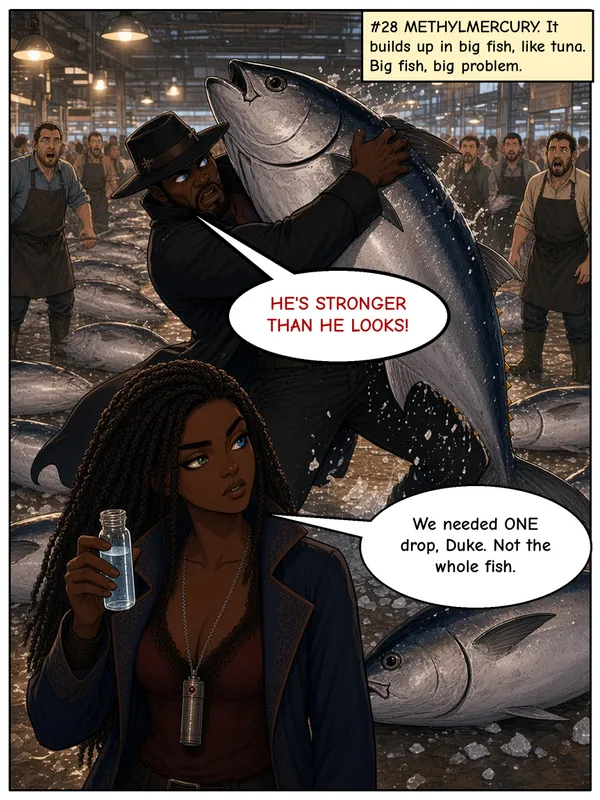 #28 METHYLMERCURY. It
builds up in big fish, like tuna.
Big fish, big problem.
HE'S STRONGER
THAN HE LOOKS!
We needed ONE
drop, Duke. Not the
whole fish.